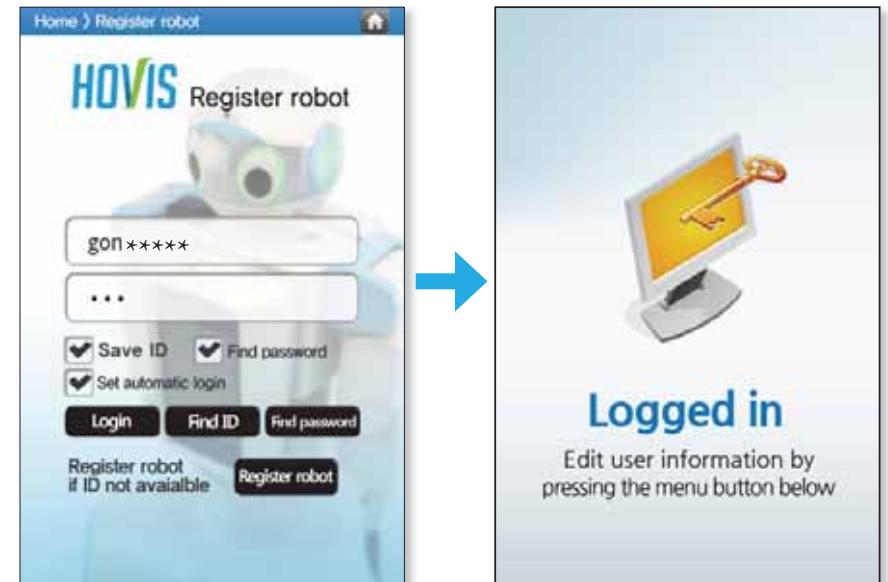 Home > Register robot
HOVIS Register robot
gon*****
•••
Save ID Find password
Set automatic login
Login Find ID Find password
Register robot
if ID not avaialble Register robot
Logged in
Edit user information by
pressing the menu button below